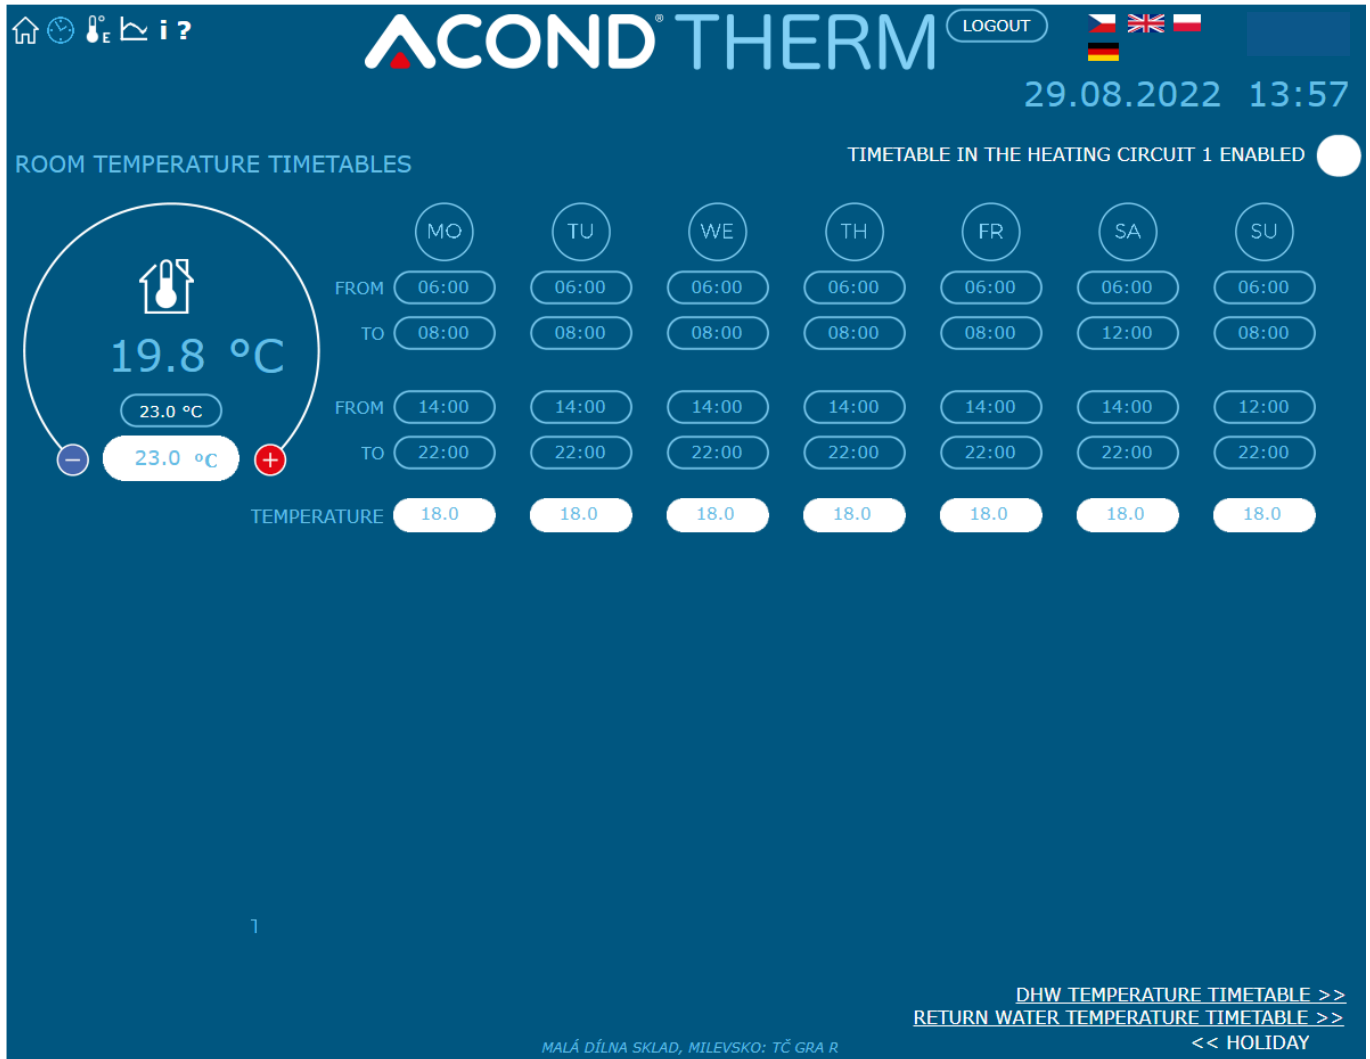 E i ?
ACOND® THERM
LOGOUT
29.08.2022 13:57
ROOM TEMPERATURE TIMETABLES
TIMETABLE IN THE HEATING CIRCUIT 1 ENABLED
MO TU WE TH FR SA SU
FROM 06:00 06:00 06:00 06:00 06:00 06:00 06:00
TO 08:00 08:00 08:00 08:00 08:00 12:00 08:00
19.8 °C
FROM 14:00 14:00 14:00 14:00 14:00 14:00 12:00
23.0 °C
TO 22:00 22:00 22:00 22:00 22:00 22:00 22:00
− 23.0 °C +
TEMPERATURE 18.0 18.0 18.0 18.0 18.0 18.0 18.0
DHW TEMPERATURE TIMETABLE >>
RETURN WATER TEMPERATURE TIMETABLE >>
<< HOLIDAY
MALÁ DÍLNA SKLAD, MILEVSKO: TČ GRA R